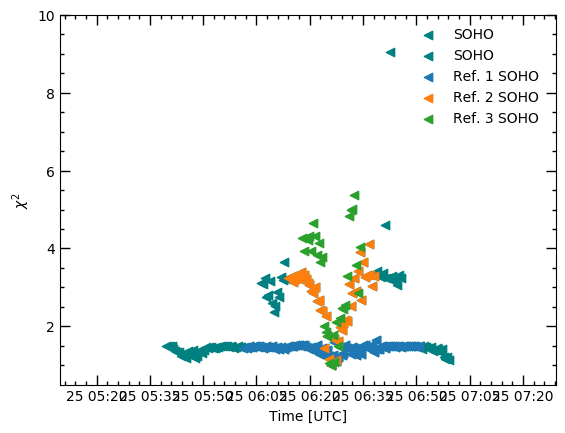 10
8
6
4
2
χ²
SOHO
SOHO
Ref. 1 SOHO
Ref. 2 SOHO
Ref. 3 SOHO
25 05:20 25 05:35 25 05:50 25 06:05 25 06:20 25 06:35 25 06:50 25 07:05 25 07:20
Time [UTC]